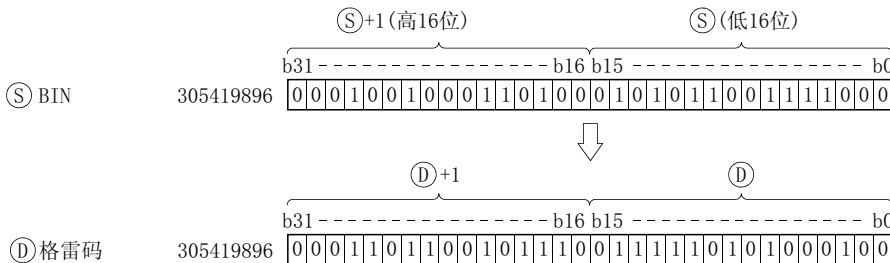 Ⓢ+1(高16位) Ⓢ(低16位)
b31 b16 b15 b0
Ⓢ BIN 305419896 0 0 0 1 0 0 1 0 0 0 1 1 0 1 0 0 0 1 0 1 0 1 1 0 0 1 1 1 1 0 0 0
Ⓓ+1 Ⓓ
b31 b16 b15 b0
Ⓓ格雷码 305419896 0 0 0 1 1 0 1 1 0 0 1 0 1 1 1 0 0 1 1 1 1 1 0 1 0 1 0 0 0 1 0 0